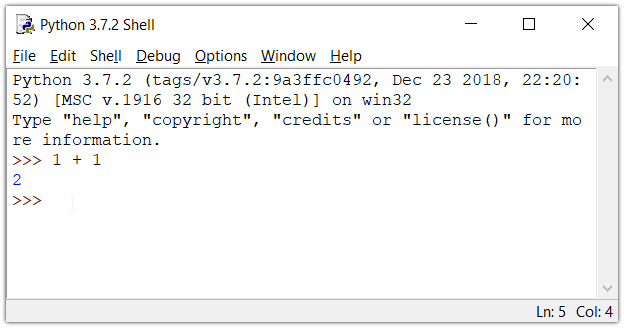 Python 3.7.2 Shell
File Edit Shell Debug Options Window Help
Python 3.7.2 (tags/v3.7.2:9a3ffc0492, Dec 23 2018, 22:20:
52) [MSC v.1916 32 bit (Intel)] on win32
Type "help", "copyright", "credits" or "license()" for mo
re information.
>>> 1 + 1
2
>>>
Ln: 5 Col: 4